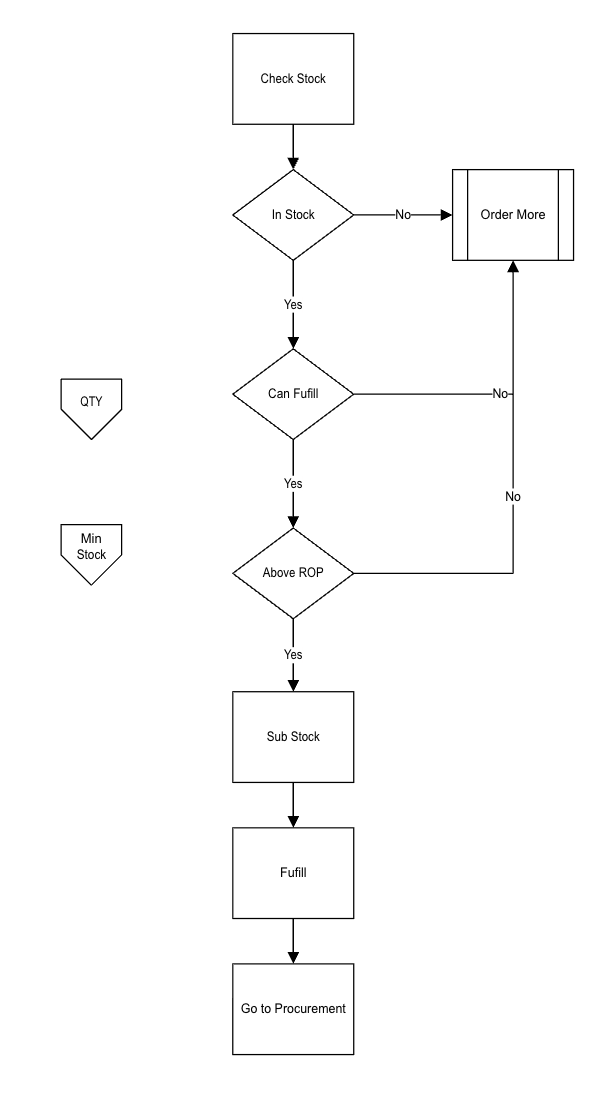 Check Stock
In Stock
No
Order More
Yes
QTY
Can Fufill
No
Yes
No
Min
Stock
Above ROP
Yes
Sub Stock
Fufill
Go to Procurement